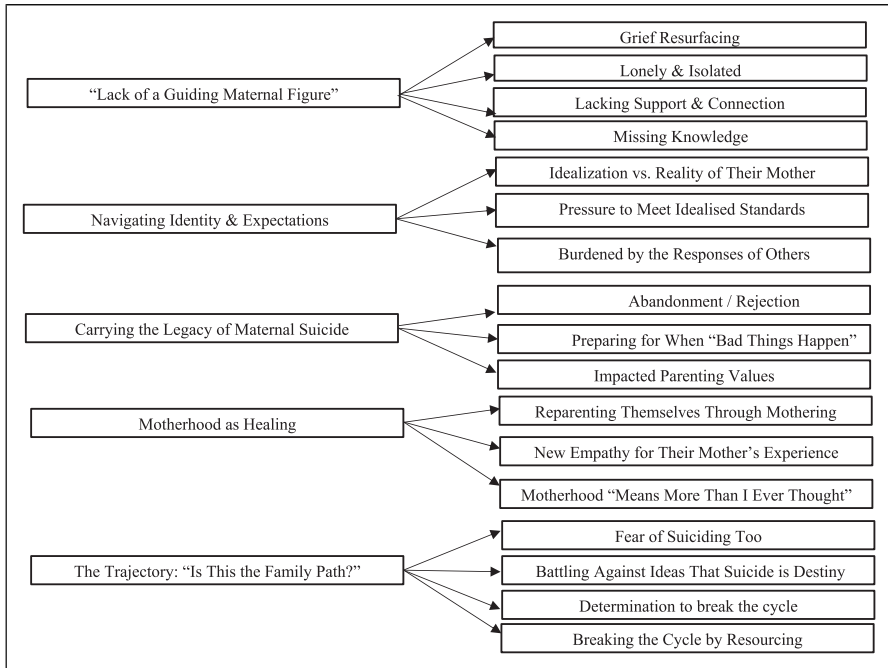 “Lack of a Guiding Maternal Figure”
Grief Resurfacing
Lonely & Isolated
Lacking Support & Connection
Missing Knowledge
Navigating Identity & Expectations
Idealization vs. Reality of Their Mother
Pressure to Meet Idealised Standards
Burdened by the Responses of Others
Carrying the Legacy of Maternal Suicide
Abandonment / Rejection
Preparing for When “Bad Things Happen”
Impacted Parenting Values
Motherhood as Healing
Reparenting Themselves Through Mothering
New Empathy for Their Mother’s Experience
Motherhood “Means More Than I Ever Thought”
The Trajectory: “Is This the Family Path?”
Fear of Suiciding Too
Battling Against Ideas That Suicide is Destiny
Determination to break the cycle
Breaking the Cycle by Resourcing